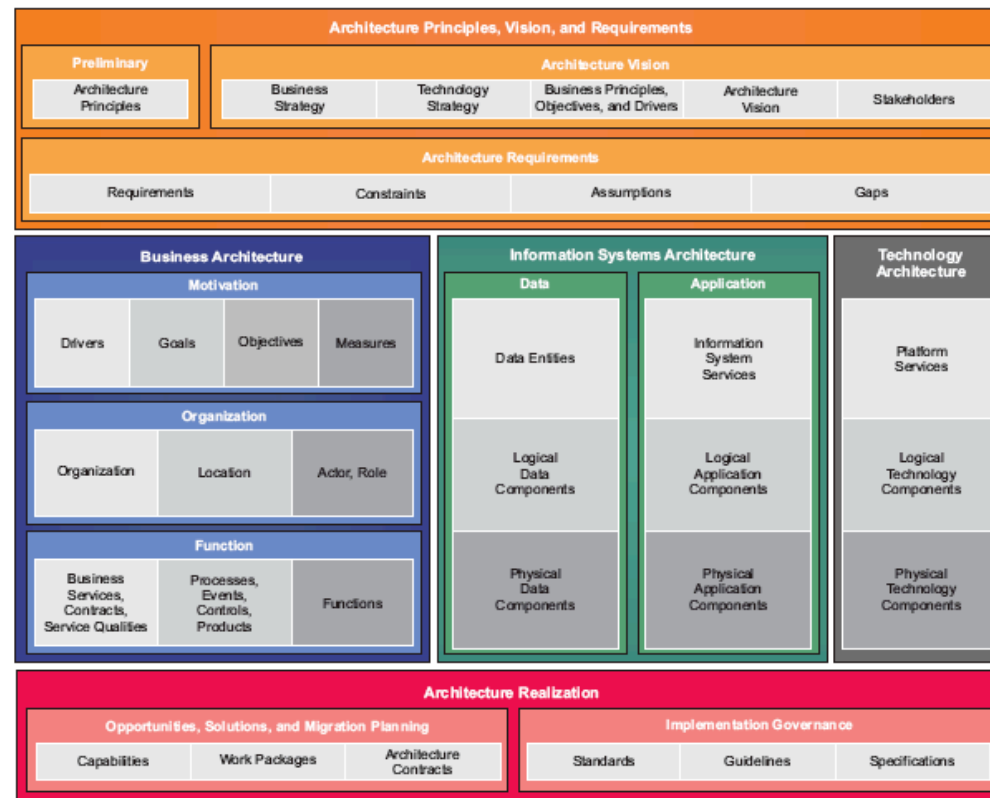 Architecture Principles, Vision, and Requirements
Preliminary
Architecture
Principles
Architecture Vision
Business
Strategy
Technology
Strategy
Business Principles,
Objectives, and Drivers
Architecture
Vision
Stakeholders
Architecture Requirements
Requirements
Constraints
Assumptions
Gaps
Business Architecture
Motivation
Drivers
Goals
Objectives
Measures
Organization
Organization
Location
Actor, Role
Function
Business
Services,
Contracts,
Service Qualities
Processes,
Events,
Controls,
Products
Functions
Information Systems Architecture
Data
Data Entities
Logical
Data
Components
Physical
Data
Components
Application
Information
System
Services
Logical
Application
Components
Physical
Application
Components
Technology
Architecture
Platform
Services
Logical
Technology
Components
Physical
Technology
Components
Architecture Realization
Opportunities, Solutions, and Migration Planning
Capabilities
Work Packages
Architecture
Contracts
Implementation Governance
Standards
Guidelines
Specifications